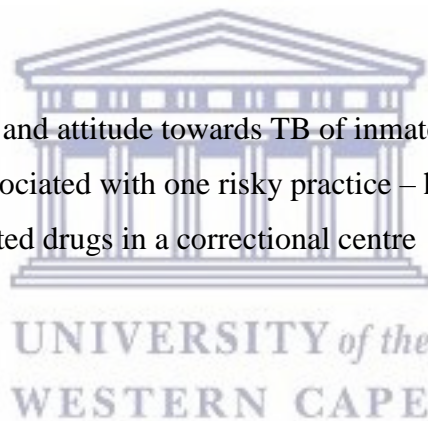 and attitude towards TB of inmat
ociated with one risky practice –
ted drugs in a correctional centre
UNIVERSITY of the
WESTERN CAPE